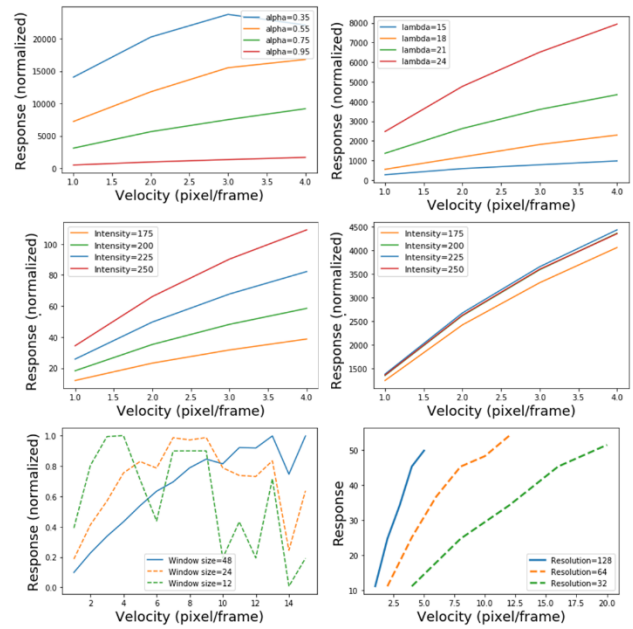 Response (normalized)
20000
15000
10000
5000
0
alpha=0.35
alpha=0.55
alpha=0.75
alpha=0.95
1.0 1.5 2.0 2.5 3.0 3.5 4.0
Velocity (pixel/frame)
Response (normalized)
8000
7000
6000
5000
4000
3000
2000
1000
0
lambda=15
lambda=18
lambda=21
lambda=24
1.0 1.5 2.0 2.5 3.0 3.5 4.0
Velocity (pixel/frame)
Response (normalized)
100
80
60
40
20
Intensity=175
Intensity=200
Intensity=225
Intensity=250
1.0 1.5 2.0 2.5 3.0 3.5 4.0
Velocity (pixel/frame)
Response (normalized)
4500
4000
3500
3000
2500
2000
1500
Intensity=175
Intensity=200
Intensity=225
Intensity=250
1.0 1.5 2.0 2.5 3.0 3.5 4.0
Velocity (pixel/frame)
Response (normalized)
1.0
0.8
0.6
0.4
0.2
0.0
Window size=48
Window size=24
Window size=12
2 4 6 8 10 12 14
Velocity (pixel/frame)
Response
50
40
30
20
10
Resolution=128
Resolution=64
Resolution=32
2.5 5.0 7.5 10.0 12.5 15.0 17.5 20.0
Velocity (pixel/frame)